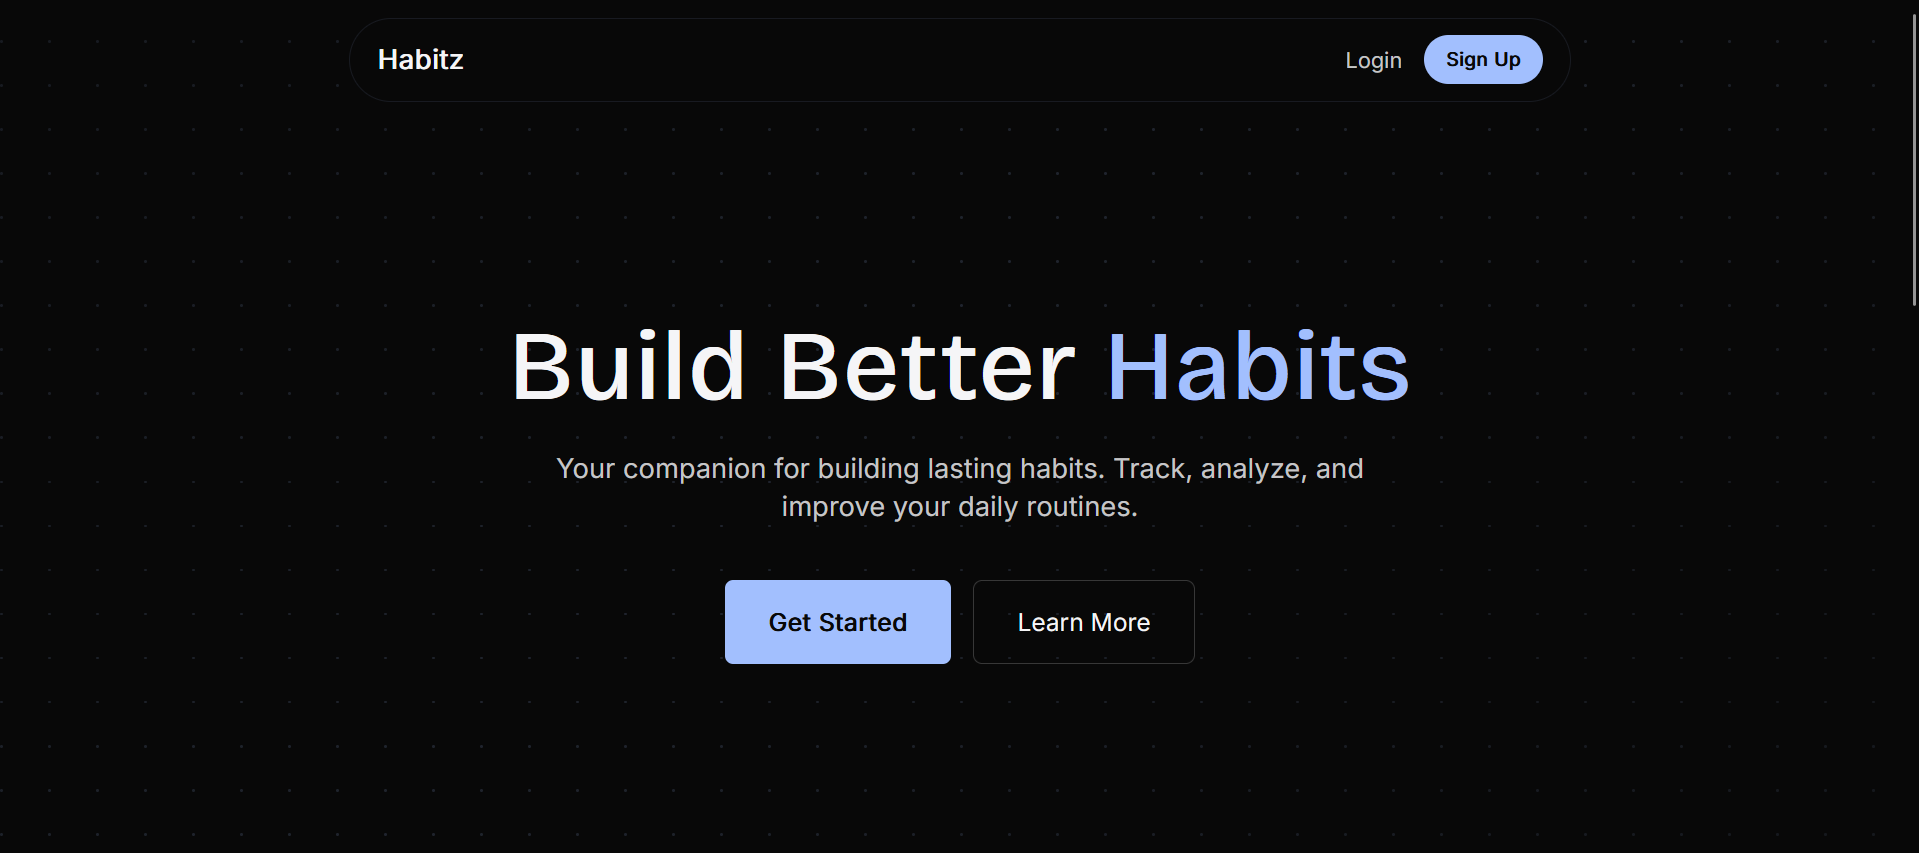 Habitz
Login
Sign Up
Build Better Habits
Your companion for building lasting habits. Track, analyze, and
improve your daily routines.
Get Started
Learn More